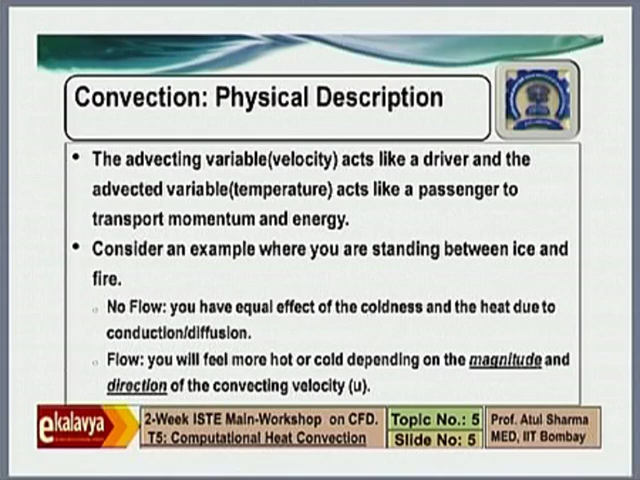 Convection: Physical Description
• The advecting variable(velocity) acts like a driver and the
advected variable(temperature) acts like a passenger to
transport momentum and energy.
• Consider an example where you are standing between ice and
fire.
o No Flow: you have equal effect of the coldness and the heat due to
conduction/diffusion.
o Flow: you will feel more hot or cold depending on the magnitude and
direction of the convecting velocity (u).
ekalavya
2-Week ISTE Main-Workshop on CFD.
T5: Computational Heat Convection
Topic No.: 5
Slide No: 5
Prof. Atul Sharma
MED, IIT Bombay